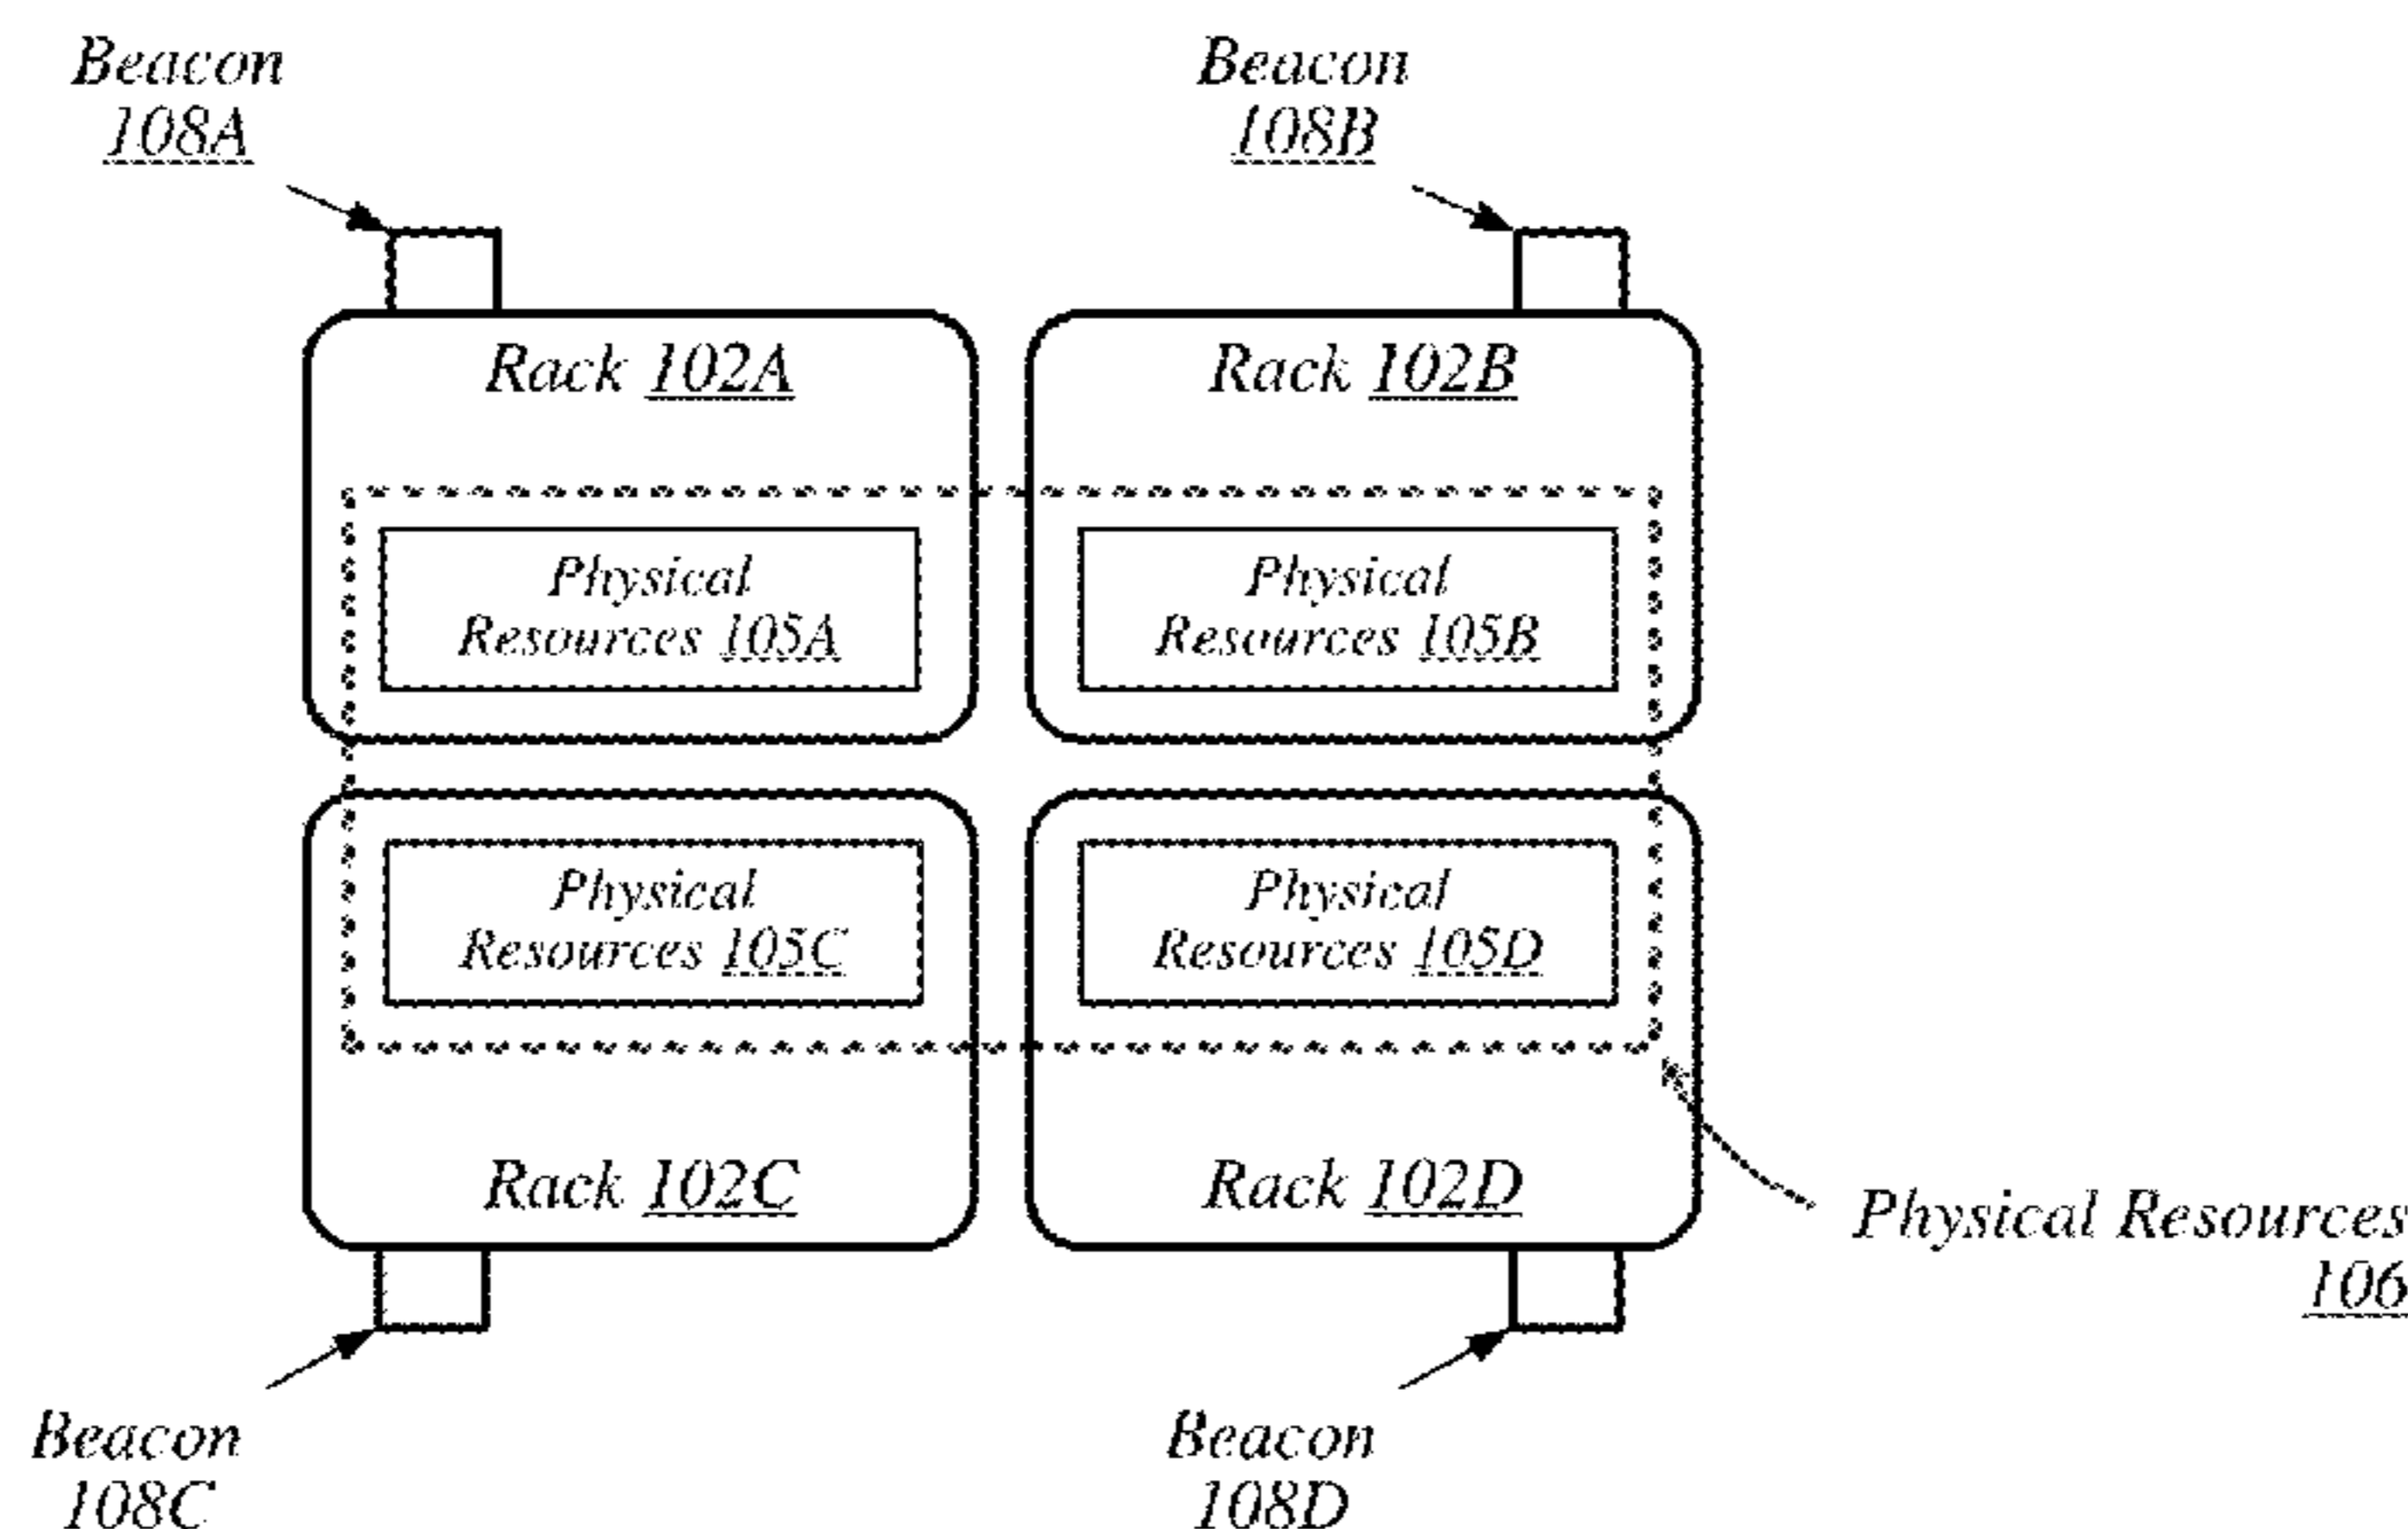 Beacon
108A
Beacon
108B
Rack 102A
Rack 102B
Physical
Resources 105A
Physical
Resources 105B
Physical
Resources 105C
Physical
Resources 105D
Rack 102C
Rack 102D
Physical Resources
106
Beacon
108C
Beacon
108D